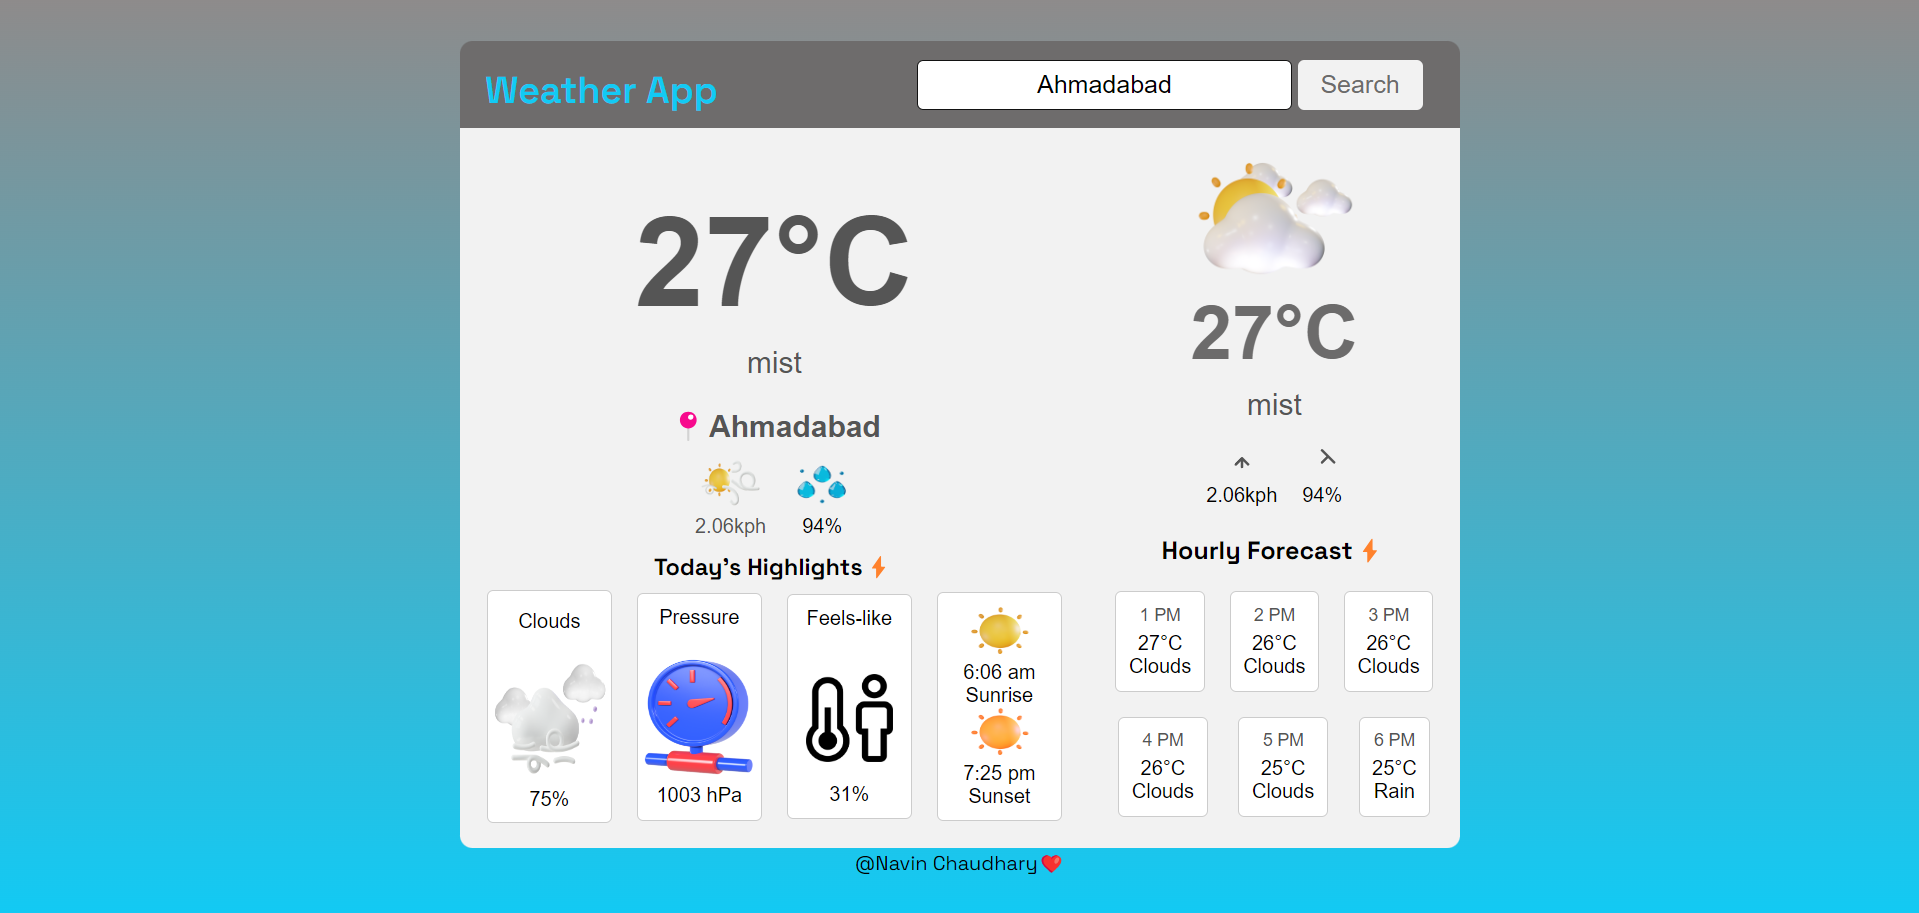 Weather App
Ahmadabad
Search
27°C
mist
Ahmadabad
2.06kph 94%
Today's Highlights
Clouds
75%
Pressure
1003 hPa
Feels-like
31%
6:06 am
Sunrise
7:25 pm
Sunset
27°C
mist
2.06kph 94%
Hourly Forecast
1 PM
27°C
Clouds
2 PM
26°C
Clouds
3 PM
26°C
Clouds
4 PM
26°C
Clouds
5 PM
25°C
Clouds
6 PM
25°C
Rain
@Navin Chaudhary